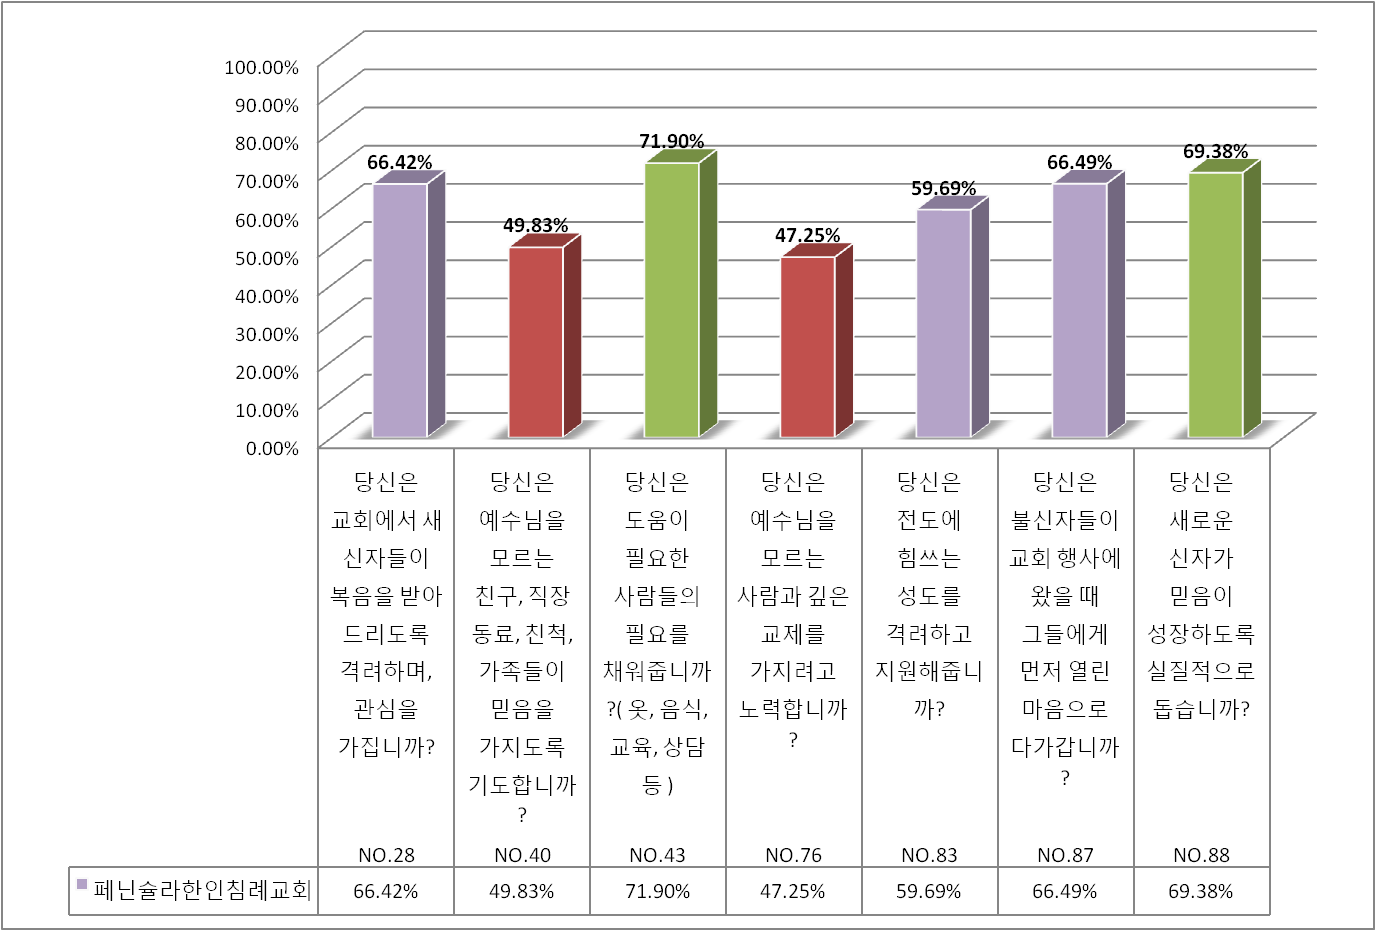 100.00%
90.00%
80.00%
70.00%
60.00%
50.00%
40.00%
30.00%
20.00%
10.00%
0.00%
66.42%
49.83%
71.90%
47.25%
59.69%
66.49%
69.38%
당신은
교회에서 새
신자들이
복음을 받아
드리도록
격려하며,
관심을
가집니까?
NO.28
당신은
예수님을
모르는
친구, 직장
동료, 친척,
가족들이
믿음을
가지도록
기도합니까
?
NO.40
당신은
도움이
필요한
사람들의
필요를
채워줍니까
?( 옷, 음식,
교육, 상담
등 )
NO.43
당신은
예수님을
모르는
사람과 깊은
교제를
가지려고
노력합니까
?
NO.76
당신은
전도에
힘쓰는
성도를
격려하고
지원해줍니
까?
NO.83
당신은
불신자들이
교회 행사에
왔을 때
그들에게
먼저 열린
마음으로
다가갑니까
?
NO.87
당신은
새로운
신자가
믿음이
성장하도록
실질적으로
돕습니까?
NO.88
페닌슐라한인침례교회 66.42% 49.83% 71.90% 47.25% 59.69% 66.49% 69.38%